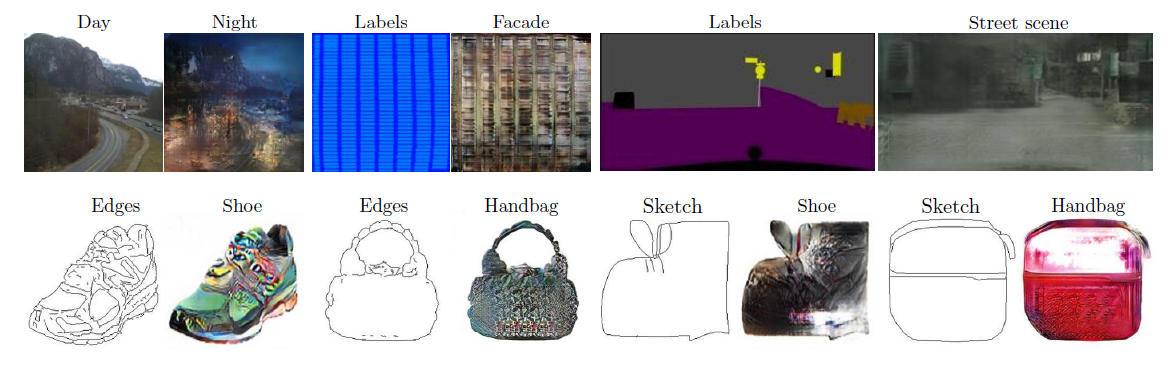 Day Night Labels Facade Labels Street scene
Edges Shoe Edges Handbag Sketch Shoe Sketch Handbag